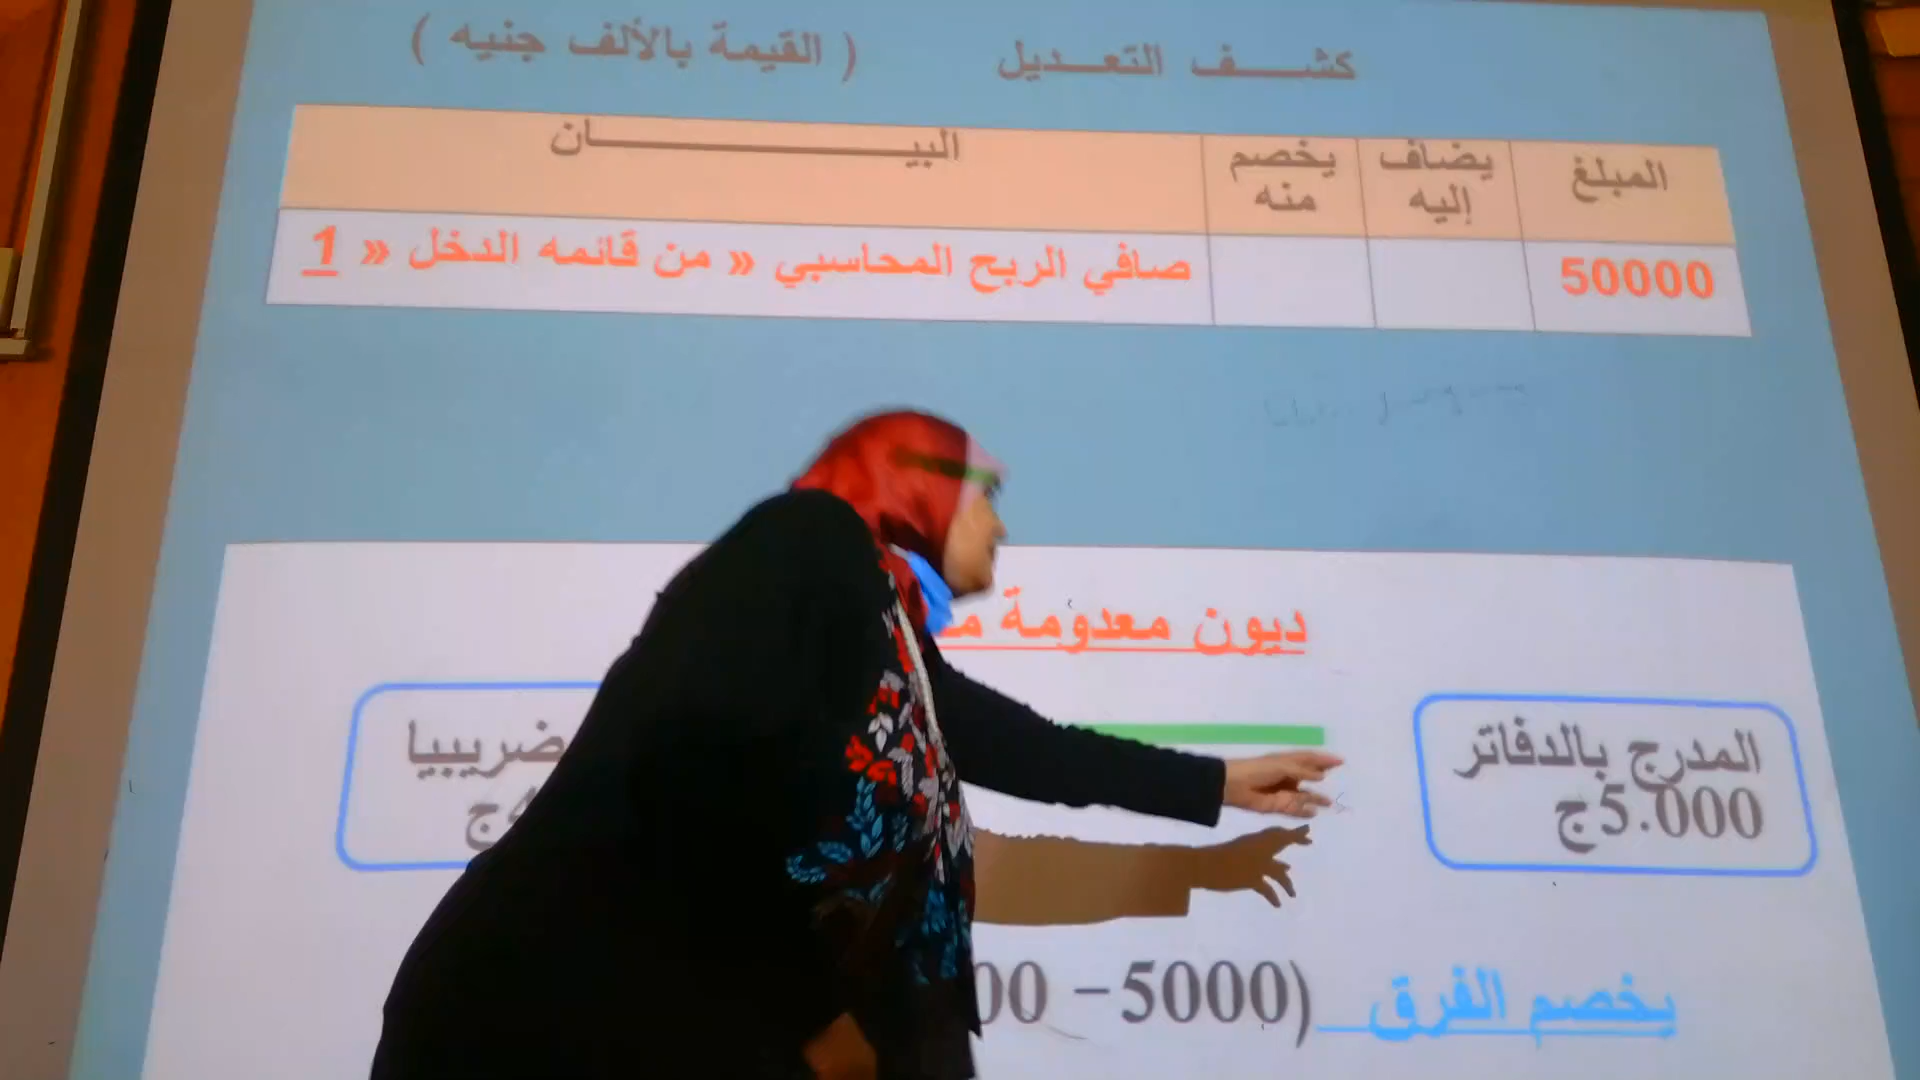 كشف التعديل ( القيمة بالألف جنيه )
المبلغ يضاف إليه يخصم منه البيان
50000 صافي الربح المحاسبي « من قائمه الدخل « 1
ديون معدومة
المدرج بالدفاتر
5.000ج
ضريبيا
ج
يخصم الفرق (5000 –